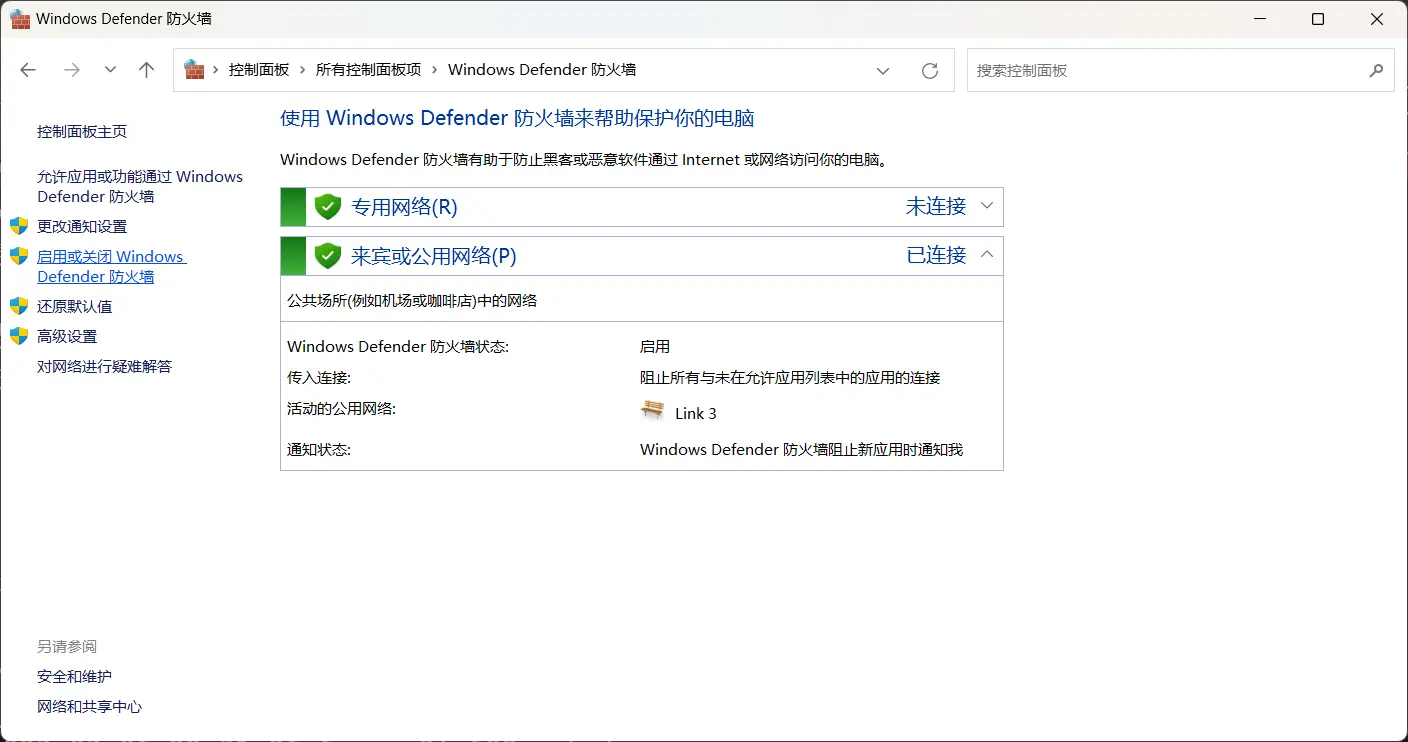 Windows Defender 防火墙
控制面板 > 所有控制面板项 > Windows Defender 防火墙
搜索控制面板
控制面板主页
允许应用或功能通过 Windows
Defender 防火墙
更改通知设置
启用或关闭 Windows
Defender 防火墙
还原默认值
高级设置
对网络进行疑难解答
另请参阅
安全和维护
网络和共享中心
使用 Windows Defender 防火墙来帮助保护你的电脑
Windows Defender 防火墙有助于防止黑客或恶意软件通过 Internet 或网络访问你的电脑。
专用网络(R) 未连接
来宾或公用网络(P) 已连接
公共场所(例如机场或咖啡店)中的网络
Windows Defender 防火墙状态: 启用
传入连接: 阻止所有与未在允许应用列表中的应用的连接
活动的公用网络: Link 3
通知状态: Windows Defender 防火墙阻止新应用时通知我